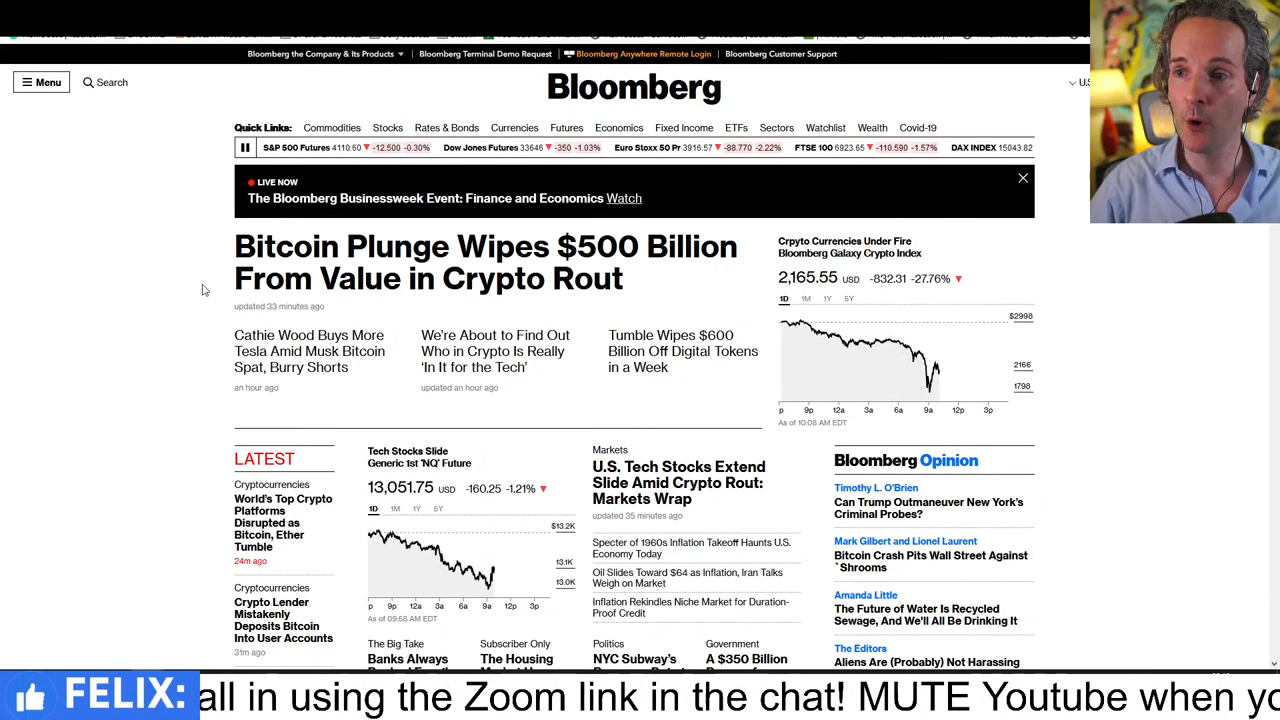 Bloomberg the Company & Its Products
Bloomberg Terminal Demo Request
Bloomberg Anywhere Remote Login
Bloomberg Customer Support
Menu
Search
Bloomberg
Quick Links: Commodities Stocks Rates & Bonds Currencies Futures Economics Fixed Income ETFs Sectors Watchlist Wealth Covid-19
S&P 500 Futures 4110.60 ▼ -12.500 -0.30% Dow Jones Futures 33646 ▼ -350 -1.03% Euro Stoxx 50 Pr 3916.57 ▼ -88.770 -2.22% FTSE 100 6923.65 ▼ -110.590 -1.57% DAX INDEX 15043.82
LIVE NOW
The Bloomberg Businessweek Event: Finance and Economics Watch
Bitcoin Plunge Wipes $500 Billion
From Value in Crypto Rout
updated 33 minutes ago
Cathie Wood Buys More
Tesla Amid Musk Bitcoin
Spat, Burry Shorts
an hour ago
We're About to Find Out
Who in Crypto Is Really
'In It for the Tech'
updated an hour ago
Tumble Wipes $600
Billion Off Digital Tokens
in a Week
Crpyto Currencies Under Fire
Bloomberg Galaxy Crypto Index
2,165.55 USD -832.31 -27.76% ▼
1D 1M 1Y 5Y
$2998
2166
1798
p 9p 12a 3a 6a 9a 12p 3p
As of 10:08 AM EDT
LATEST
Cryptocurrencies
World's Top Crypto
Platforms
Disrupted as
Bitcoin, Ether
Tumble
24m ago
Cryptocurrencies
Crypto Lender
Mistakenly
Deposits Bitcoin
Into User Accounts
31m ago
Tech Stocks Slide
Generic 1st 'NQ' Future
13,051.75 USD -160.25 -1.21% ▼
1D 1M 1Y 5Y
$13.2K
13.1K
13.0K
p 9p 12a 3a 6a 9a 12p 3p
As of 09:58 AM EDT
The Big Take
Banks Always
Subscriber Only
The Housing
Markets
U.S. Tech Stocks Extend
Slide Amid Crypto Rout:
Markets Wrap
updated 35 minutes ago
Specter of 1960s Inflation Takeoff Haunts U.S.
Economy Today
Oil Slides Toward $64 as Inflation, Iran Talks
Weigh on Market
Inflation Rekindles Niche Market for Duration-
Proof Credit
Politics
NYC Subway's
Government
A $350 Billion
Bloomberg Opinion
Timothy L. O'Brien
Can Trump Outmaneuver New York's
Criminal Probes?
Mark Gilbert and Lionel Laurent
Bitcoin Crash Pits Wall Street Against
`Shrooms
Amanda Little
The Future of Water Is Recycled
Sewage, And We'll All Be Drinking It
The Editors
Aliens Are (Probably) Not Harassing
FELIX:
all in using the Zoom link in the chat! MUTE Youtube when yo